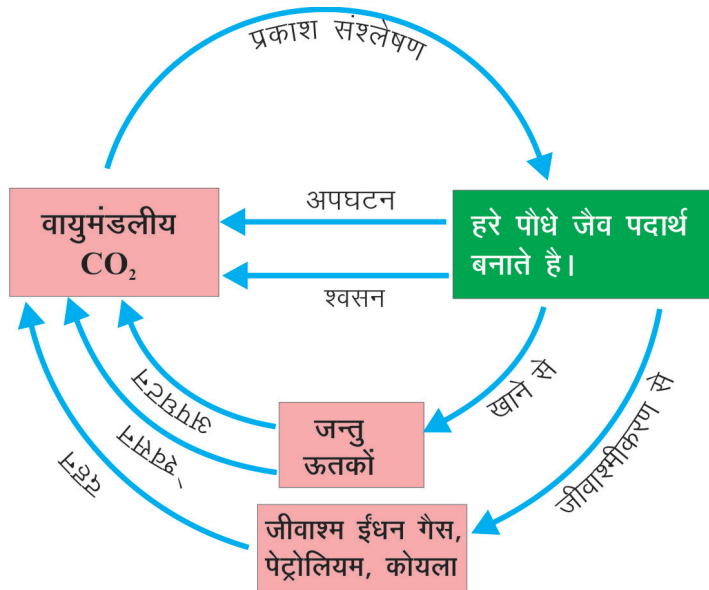 प्रकाश संश्लेषण
वायुमंडलीय
CO₂
अपघटन
श्वसन
हरे पौधे जैव पदार्थ
बनाते है।
अपघटन
श्वसन
दहन
जन्तु
ऊतकों
खाने से
जीवाश्मीकरण से
जीवाश्म ईंधन गैस,
पेट्रोलियम, कोयला